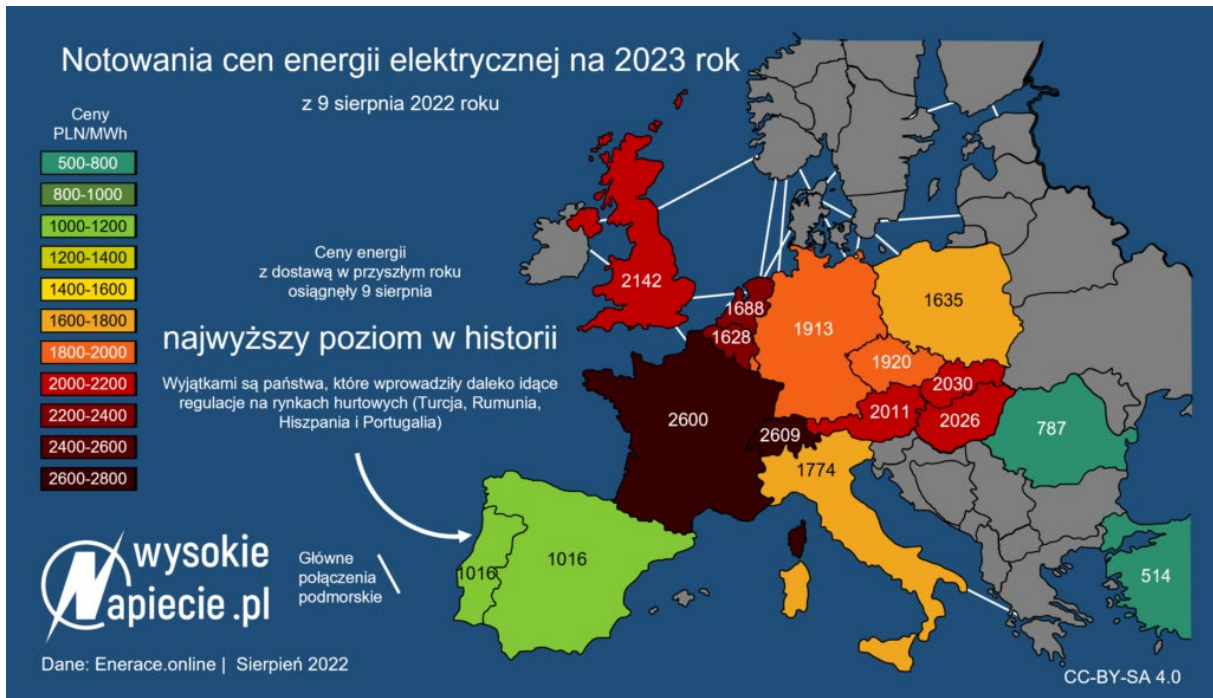 Notowania cen energii elektrycznej na 2023 rok
z 9 sierpnia 2022 roku
Ceny
PLN/MWh
500-800
800-1000
1000-1200
1200-1400
1400-1600
1600-1800
1800-2000
2000-2200
2200-2400
2400-2600
2600-2800
Ceny energii
z dostawą w przyszłym roku
osiągnęły 9 sierpnia
najwyższy poziom w historii
Wyjątkami są państwa, które wprowadziły daleko idące
regulacje na rynkach hurtowych (Turcja, Rumunia,
Hiszpania i Portugalia)
2142
1688
1628
1913
1635
1920
2030
2011
2026
787
2600
2609
1774
1016
1016
514
wysokie
Napiecie.pl
Główne
połączenia
podmorskie
Dane: Enerace.online | Sierpień 2022
CC-BY-SA 4.0